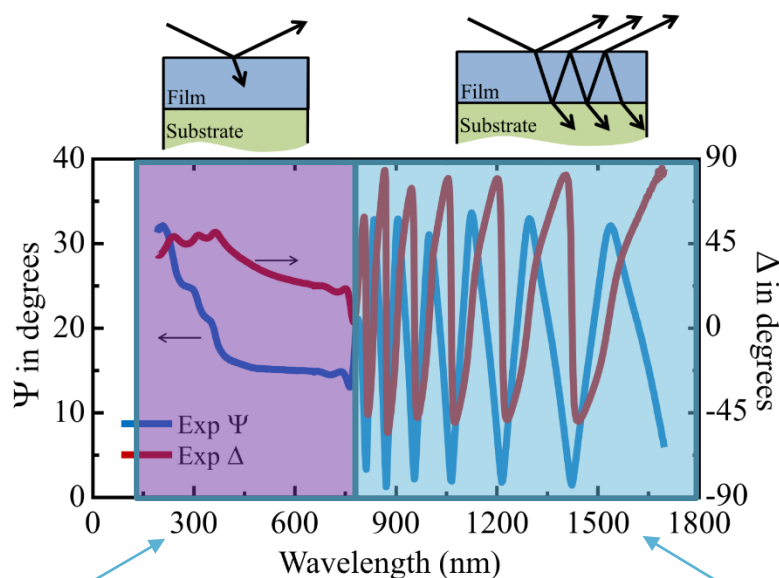 Film
Substrate
Film
Substrate
40
30
20
10
0
Ψ in degrees
90
45
0
-45
-90
Δ in degrees
Exp Ψ
Exp Δ
0 300 600 900 1200 1500 1800
Wavelength (nm)